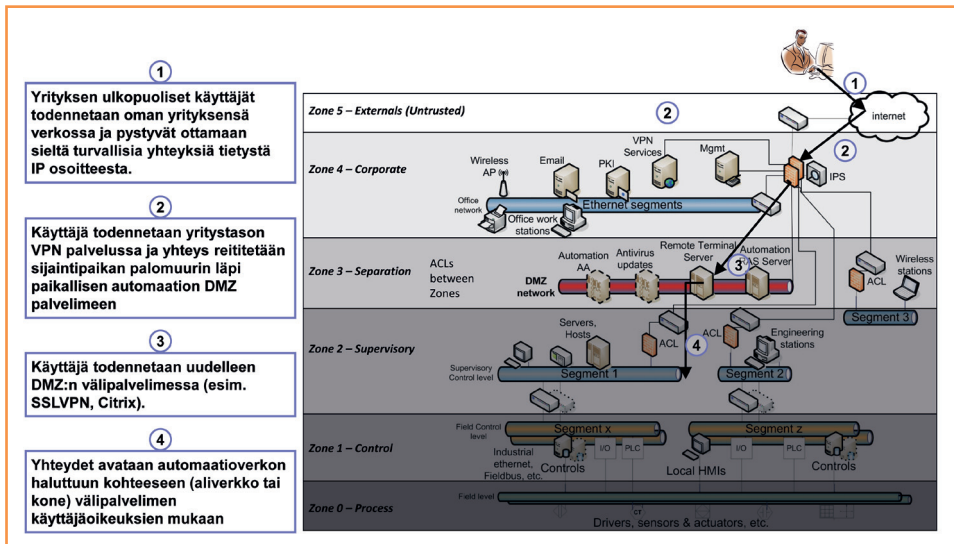 1
Yrityksen ulkopuoliset käyttäjät
todennetaan oman yrityksensä
verkossa ja pystyvät ottamaan
sieltä turvallisia yhteyksiä tietystä
IP osoitteesta.
2
Käyttäjä todennetaan yritystason
VPN palvelussa ja yhteys reititetään
sijaintipaikan palomuurin läpi
paikallisen automaation DMZ
palvelimeen
3
Käyttäjä todennetaan uudelleen
DMZ:n välipalvelimessa (esim.
SSLVPN, Citrix).
4
Yhteydet avataan automaatioverkon
haluttuun kohteeseen (aliverkko tai
kone) välipalvelimen
käyttäjäoikeuksien mukaan
1
Zone 5 – Externals (Untrusted)
2
internet
2
Zone 4 – Corporate
Wireless
AP
Email
PKI
VPN
Services
Mgmt
IPS
Office
network
Ethernet segments
Office work
stations
Zone 3 – Separation
ACLs
between
Zones
DMZ
network
Automation
AA
Antivirus
updates
Remote Terminal
Server
3
Automation
RAS Server
Wireless
stations
ACL
Segment 3
Zone 2 – Supervisory
Servers,
Hosts
ACL
4
ACL
Engineering
stations
Supervisory
Control level
Segment 1
Segment 2
Zone 1 – Control
Field Control
level
Segment x
Segment z
Industrial
ethernet,
Fieldbus, etc.
Controls
I/O
PLC
Local HMIs
I/O
PLC
Controls
Zone 0 – Process
Field level
CT
Drivers, sensors & actuators, etc.